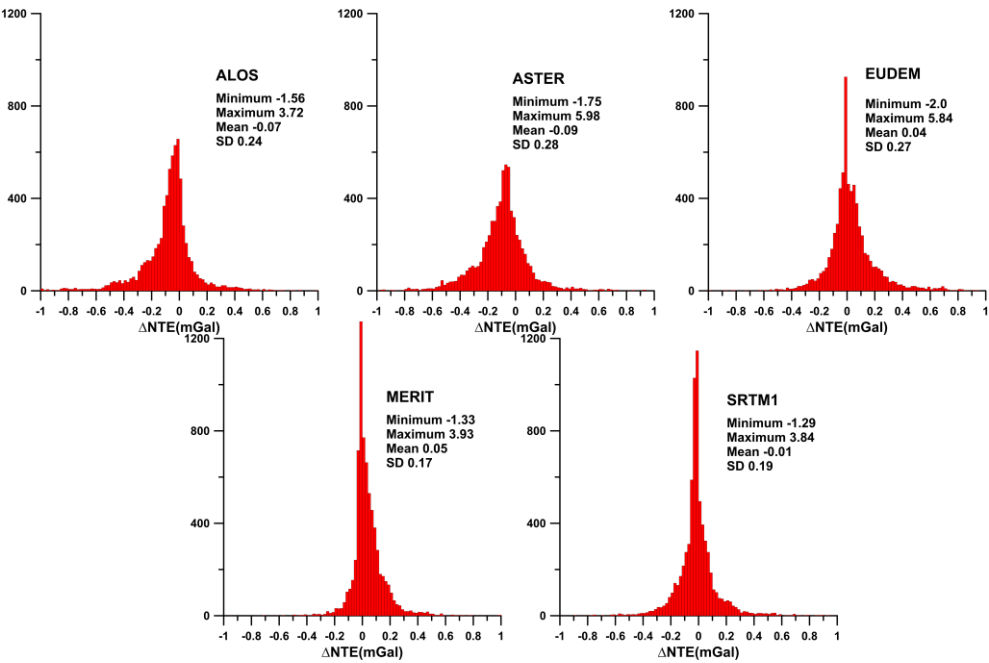 1200
800
400
0
ALOS
Minimum -1.56
Maximum 3.72
Mean -0.07
SD 0.24
-1 -0.8 -0.6 -0.4 -0.2 0 0.2 0.4 0.6 0.8 1
∆NTE(mGal)
1200
800
400
0
ASTER
Minimum -1.75
Maximum 5.98
Mean -0.09
SD 0.28
-1 -0.8 -0.6 -0.4 -0.2 0 0.2 0.4 0.6 0.8 1
∆NTE(mGal)
1200
800
400
0
EUDEM
Minimum -2.0
Maximum 5.84
Mean 0.04
SD 0.27
-1 -0.8 -0.6 -0.4 -0.2 0 0.2 0.4 0.6 0.8 1
∆NTE(mGal)
1200
800
400
0
MERIT
Minimum -1.33
Maximum 3.93
Mean 0.05
SD 0.17
-1 -0.8 -0.6 -0.4 -0.2 0 0.2 0.4 0.6 0.8 1
∆NTE(mGal)
1200
800
400
0
SRTM1
Minimum -1.29
Maximum 3.84
Mean -0.01
SD 0.19
-1 -0.8 -0.6 -0.4 -0.2 0 0.2 0.4 0.6 0.8 1
∆NTE(mGal)